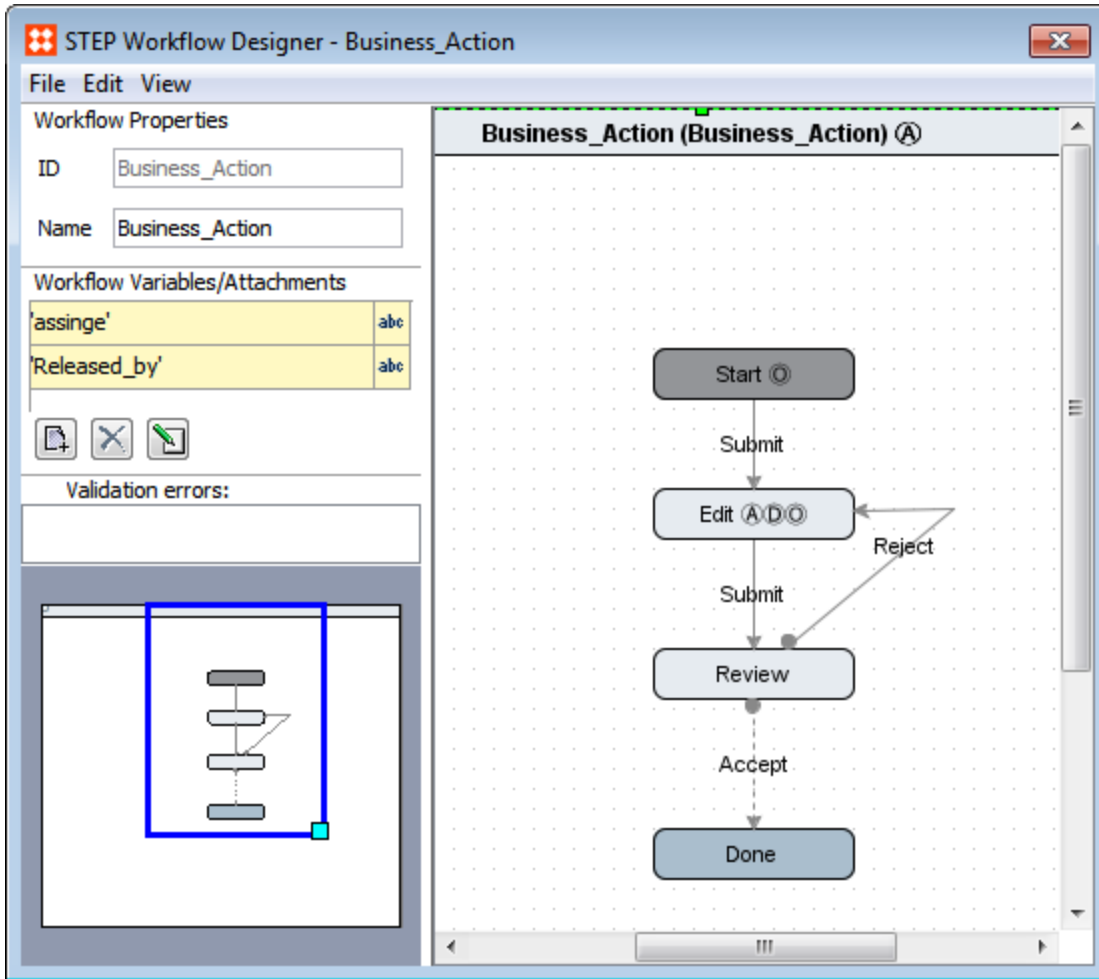 STEP Workflow Designer - Business_Action
File Edit View
Workflow Properties
ID Business_Action
Name Business_Action
Workflow Variables/Attachments
'assinge' abc
'Released_by' abc
Validation errors:
Business_Action (Business_Action) Ⓐ
Start Ⓞ
Submit
Edit ⒶⒹⓄ
Reject
Submit
Review
Accept
Done